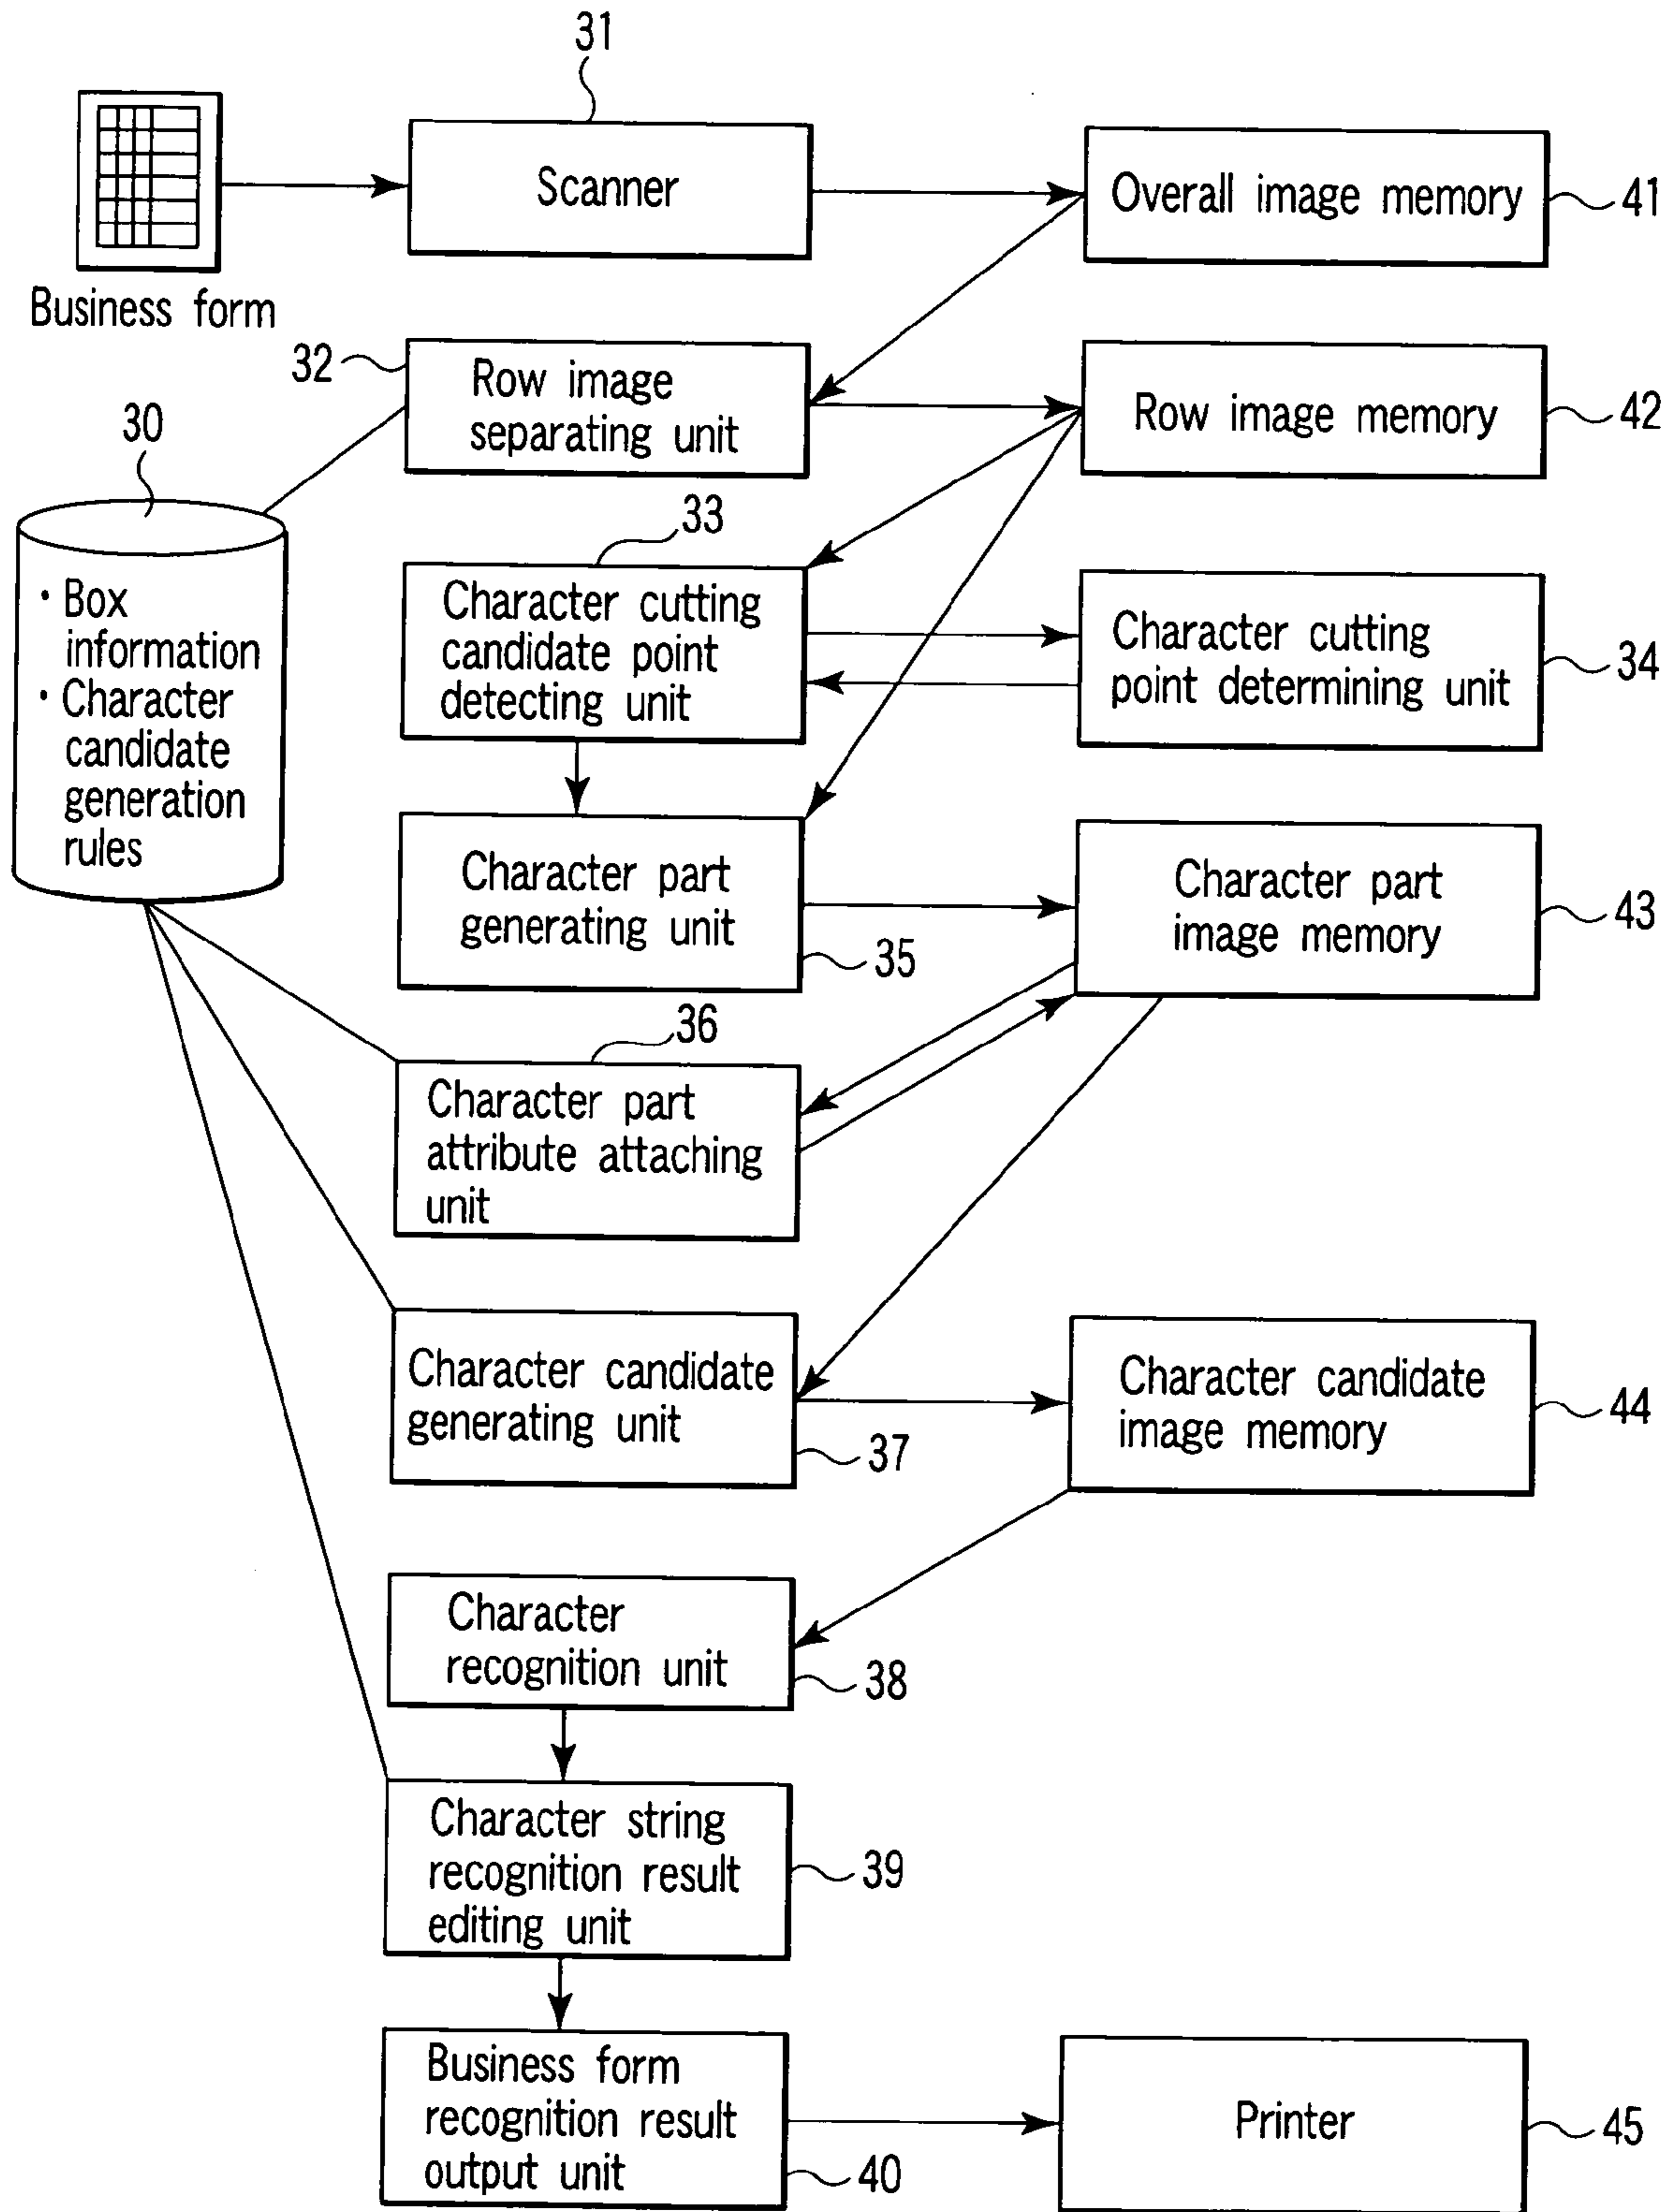 31
Scanner
Overall image memory
41
Business form
32
Row image
separating unit
Row image memory
42
30
· Box
information
· Character
candidate
generation
rules
33
Character cutting
candidate point
detecting unit
Character cutting
point determining unit
34
Character part
generating unit
35
Character part
image memory
43
36
Character part
attribute attaching
unit
Character candidate
generating unit
37
Character candidate
image memory
44
Character
recognition unit
38
Character string
recognition result
editing unit
39
Business form
recognition result
output unit
40
Printer
45